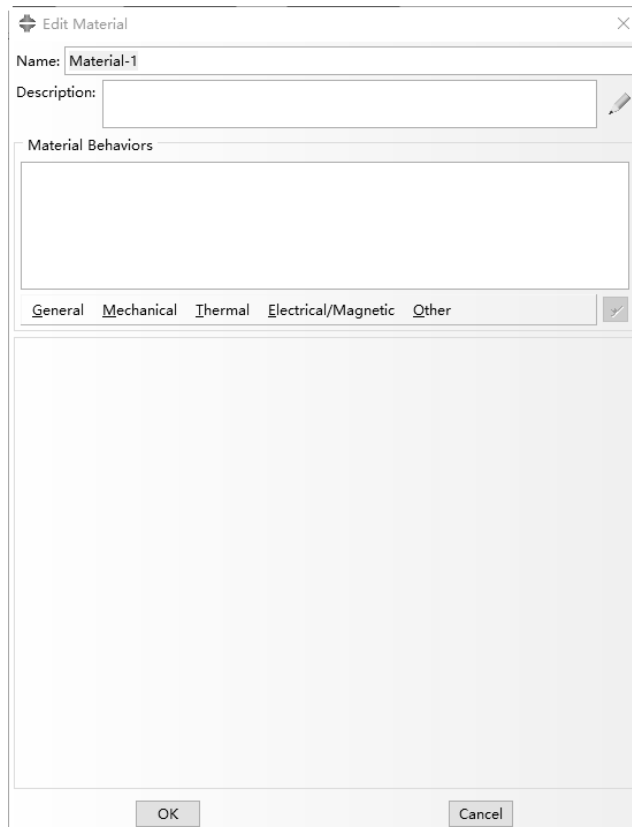 Edit Material
Name: Material-1
Description:
Material Behaviors
General Mechanical Thermal Electrical/Magnetic Other
OK Cancel